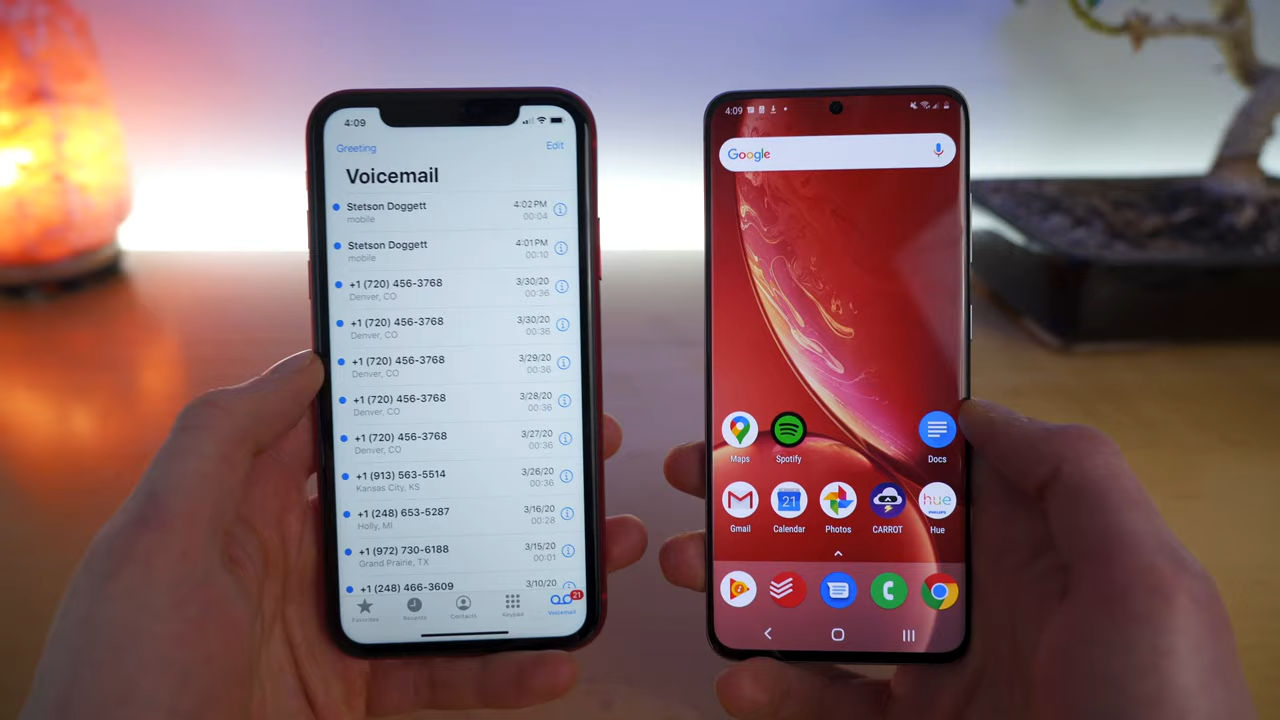 4:09
Greeting Edit
Voicemail
Stetson Doggett 4:02 PM
mobile 00:04
Stetson Doggett 4:01 PM
mobile 00:10
+1 (720) 456-3768 3/30/20
Denver, CO 00:36
+1 (720) 456-3768 3/30/20
Denver, CO 00:36
+1 (720) 456-3768 3/29/20
Denver, CO 00:36
+1 (720) 456-3768 3/28/20
Denver, CO 00:36
+1 (720) 456-3768 3/27/20
Denver, CO 00:36
+1 (913) 563-5514 3/26/20
Kansas City, KS 00:36
+1 (248) 653-5287 3/16/20
Holly, MI 00:28
+1 (972) 730-6188 3/15/20
Grand Prairie, TX 00:01
+1 (248) 466-3609 3/10/20
21
Favorites Recents Contacts Keypad Voicemail
4:09
Google
Maps Spotify Docs
21 hue
PHILIPS
Gmail Calendar Photos CARROT Hue